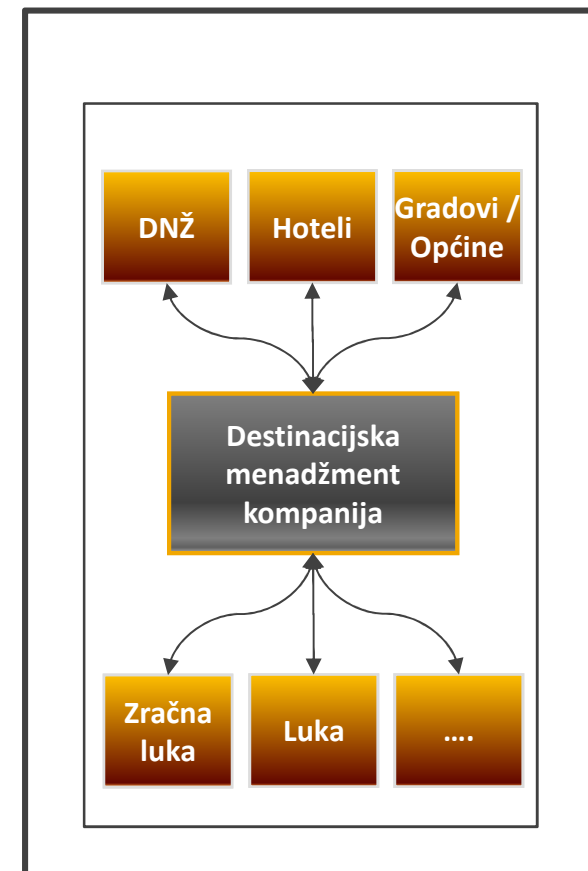 DNŽ
Hoteli
Gradovi /
Općine
Destinacijska
menadžment
kompanija
Zračna
luka
Luka
….